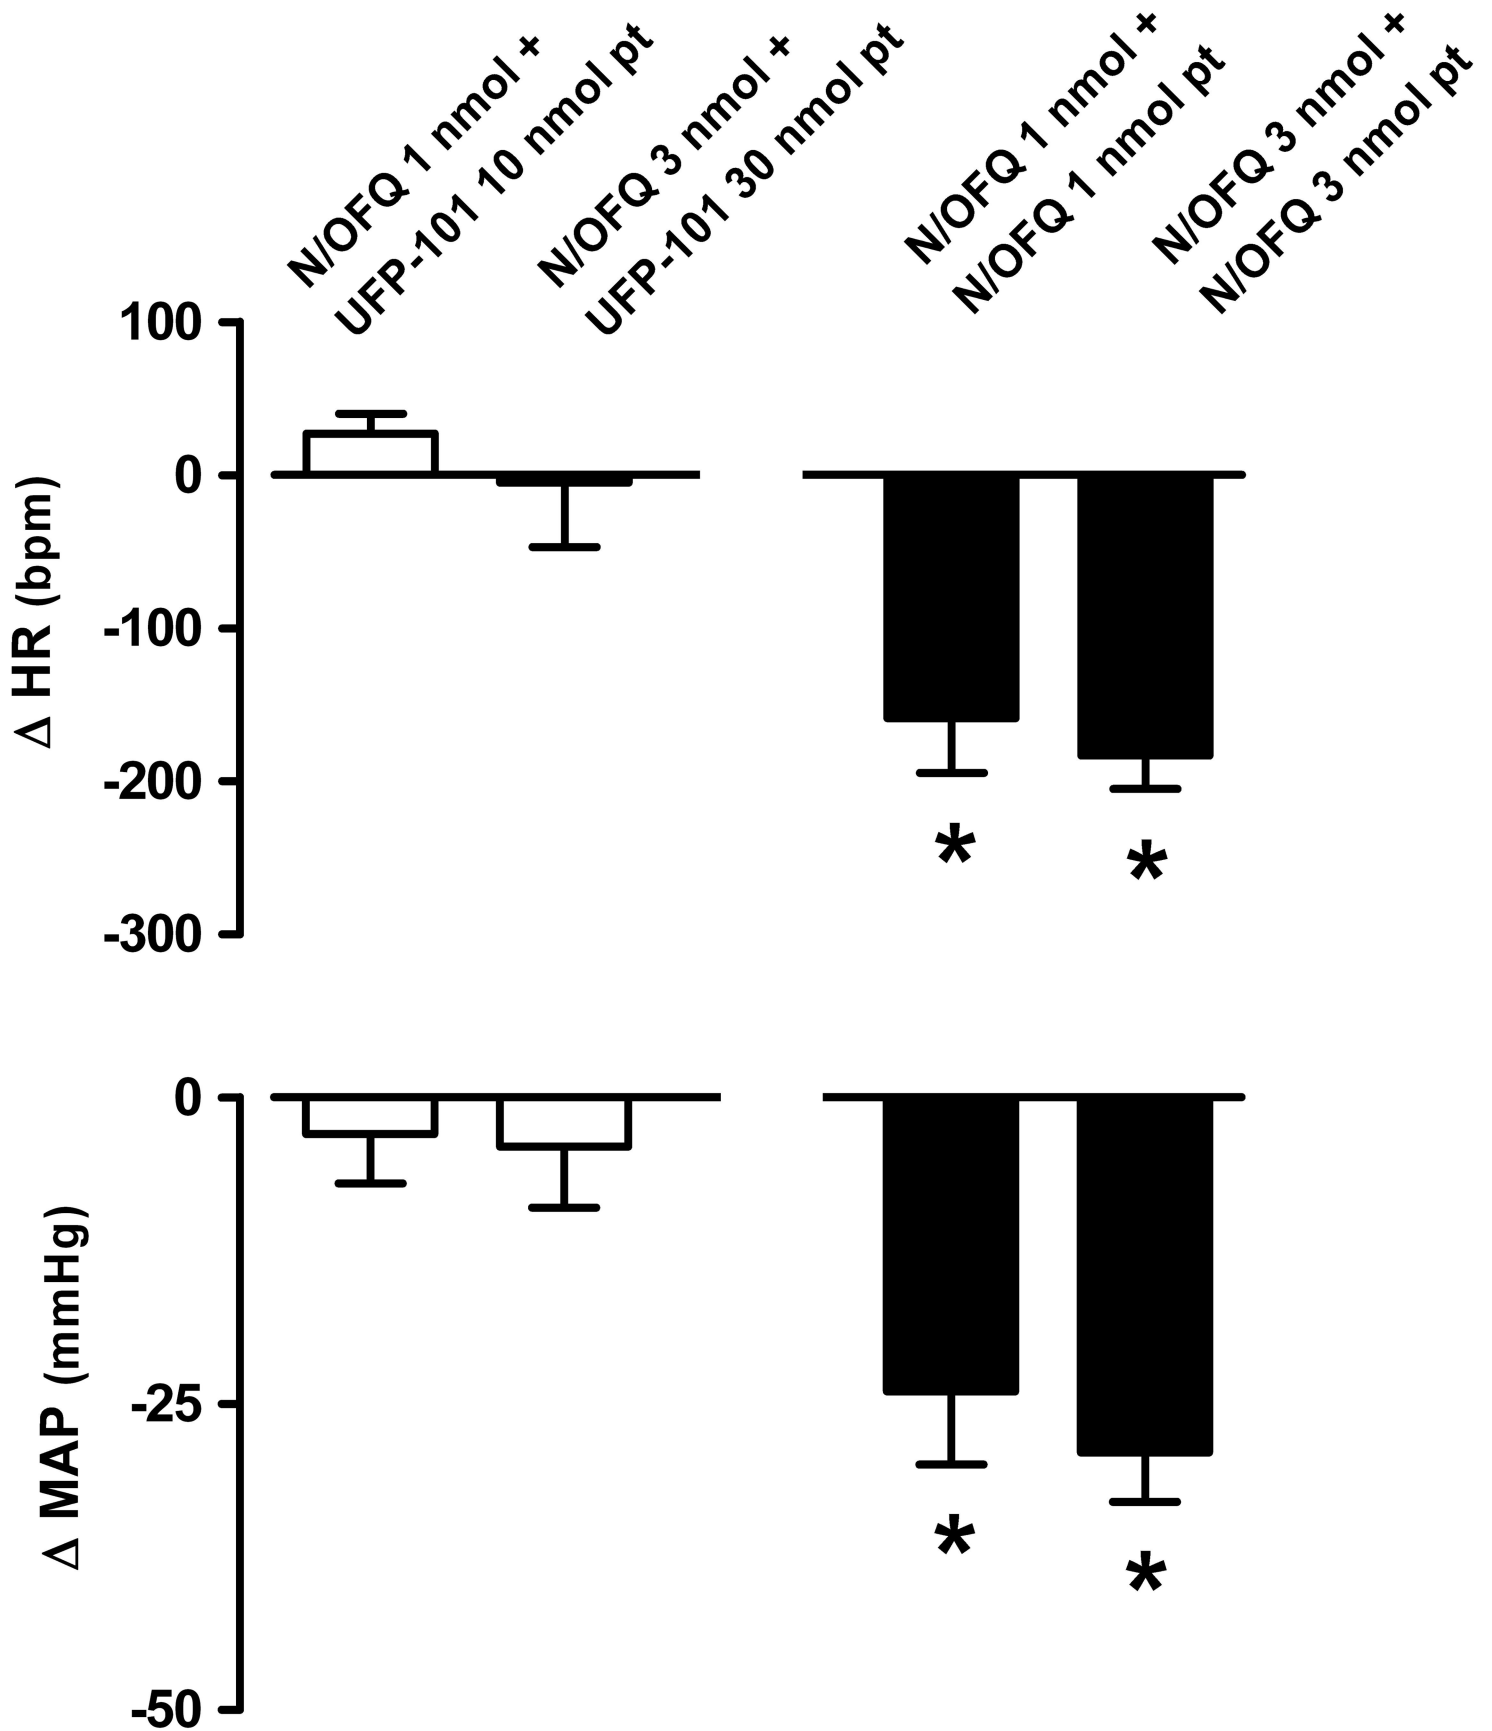 N/OFQ 1 nmol +
UFP-101 10 nmol pt
N/OFQ 3 nmol +
UFP-101 30 nmol pt
N/OFQ 1 nmol +
N/OFQ 1 nmol pt
N/OFQ 3 nmol +
N/OFQ 3 nmol pt
Δ HR (bpm)
100
0
-100
-200
-300
*
*
Δ MAP (mmHg)
0
-25
-50
*
*